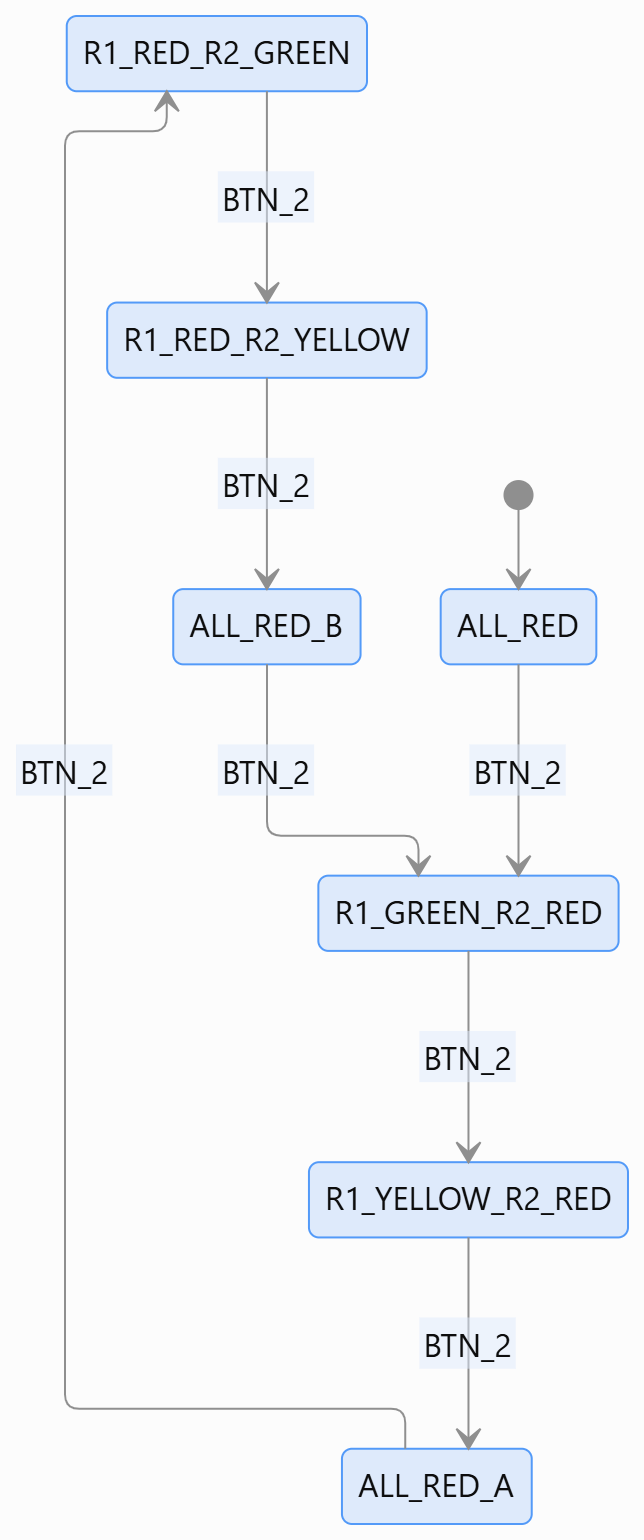 R1_RED_R2_GREEN
BTN_2
R1_RED_R2_YELLOW
BTN_2
ALL_RED_B
ALL_RED
BTN_2
BTN_2
BTN_2
R1_GREEN_R2_RED
BTN_2
R1_YELLOW_R2_RED
BTN_2
ALL_RED_A